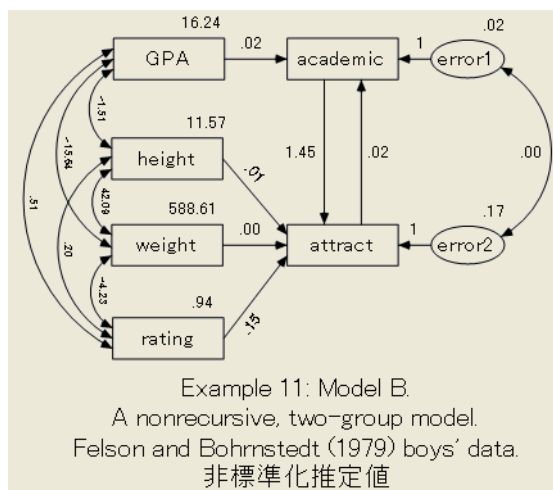 16.24
.02
GPA
.02
academic
1
error1
-1.51
11.57
height
-.01
1.45
.02
.00
-15.64
.51
42.09
588.61
weight
.00
attract
1
error2
.17
.20
-4.23
.94
rating
.15
Example 11: Model B.
A nonrecursive, two-group model.
Felson and Bohrnstedt (1979) boys' data.
非標準化推定値